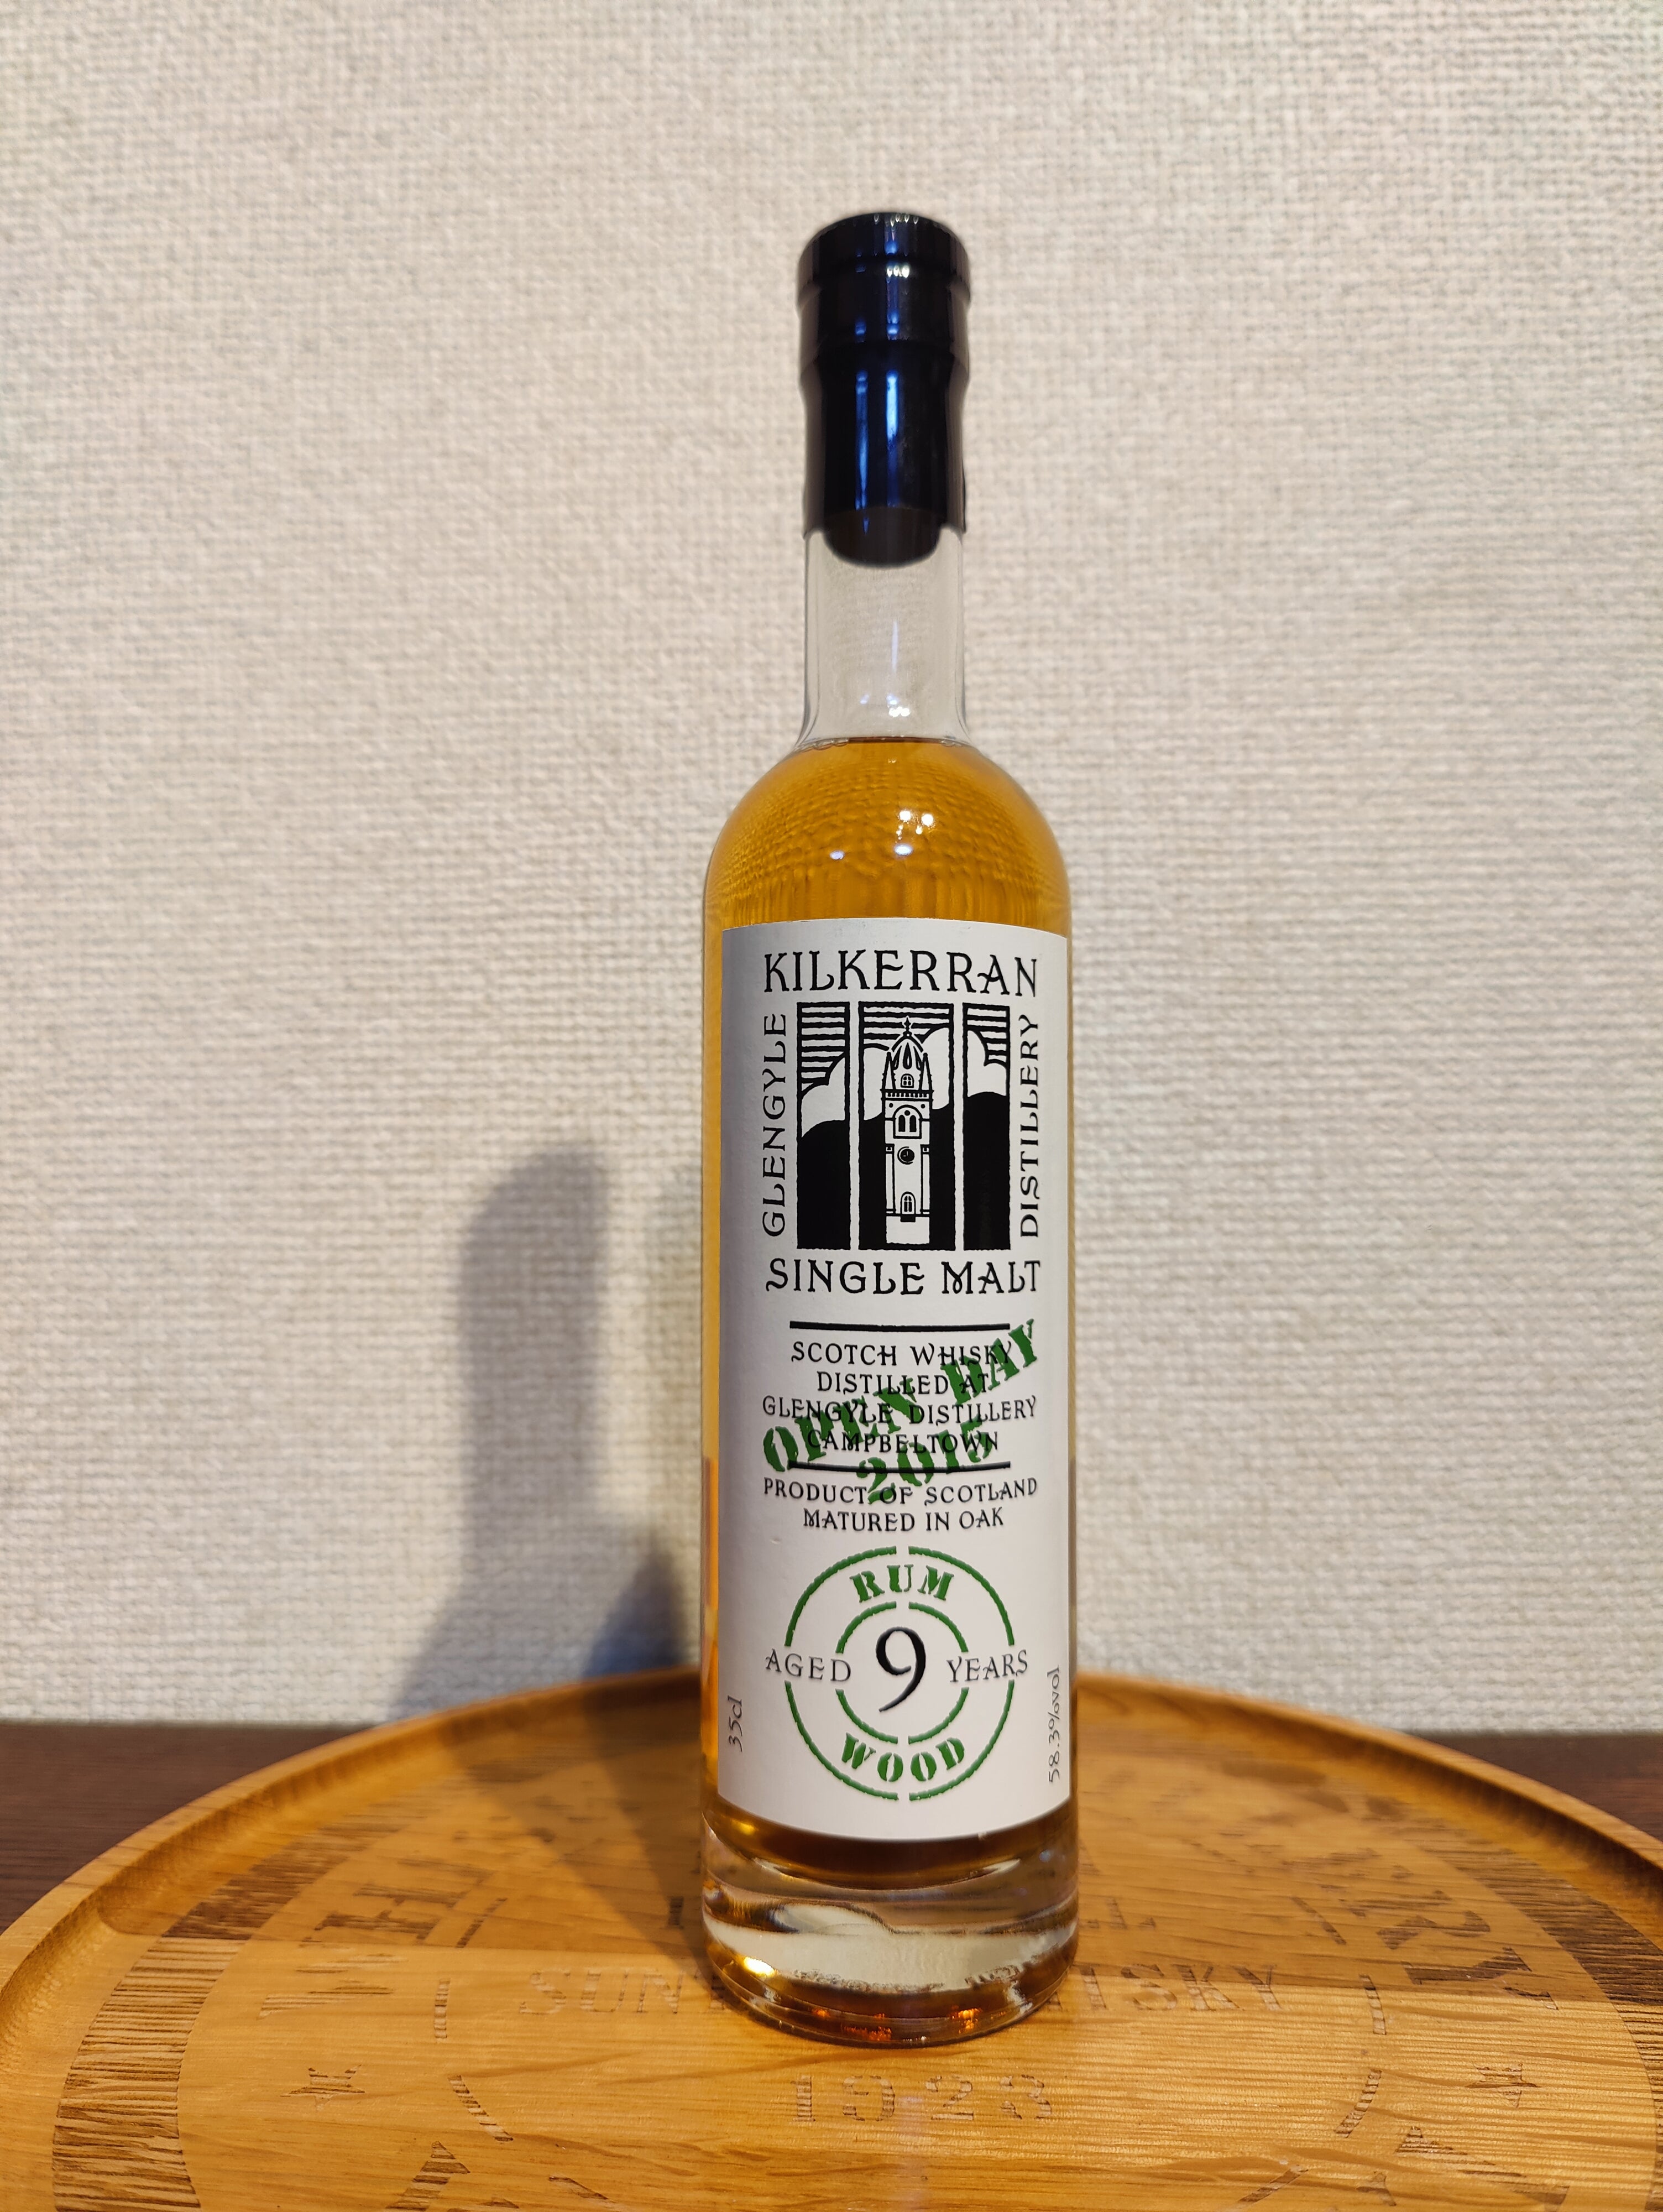 KILKERRAN
GLENGYLE
DISTILLERY
SINGLE MALT
SCOTCH WHISKY
DISTILLED AT
GLENGYLE DISTILLERY
CAMPBELTOWN
OPEN DAY
2015
PRODUCT OF SCOTLAND
MATURED IN OAK
RUM
AGED 9 YEARS
WOOD
35cl
58.3%vol
WHISKY
1923